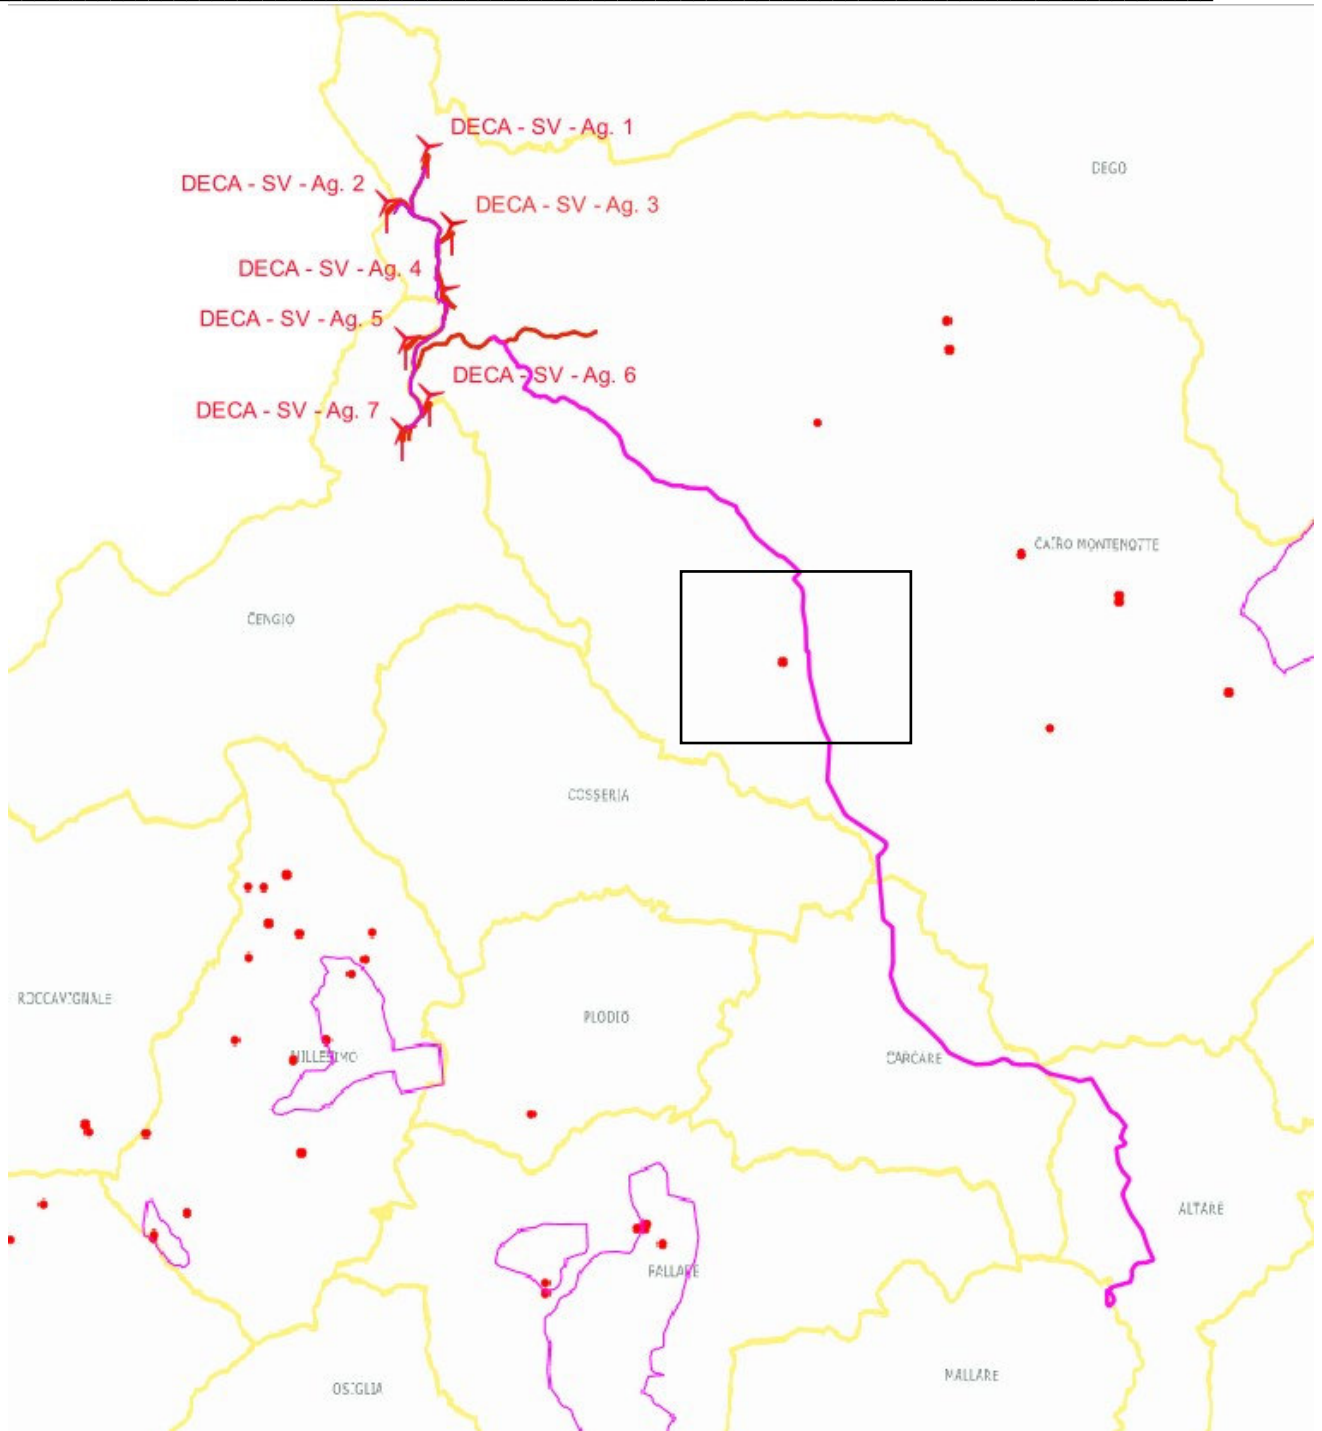 DECA - SV - Ag. 1
DEGO
DECA - SV - Ag. 2
DECA - SV - Ag. 3
DECA - SV - Ag. 4
DECA - SV - Ag. 5
DECA - SV - Ag. 6
DECA - SV - Ag. 7
CAIRO MONTENOTTE
CENGIO
COSSERIA
ROCCAVIGNALE
PLODIO
MILLESIMO
CARCARE
ALTARE
PALLARE
MALLARE
OSIGLIA